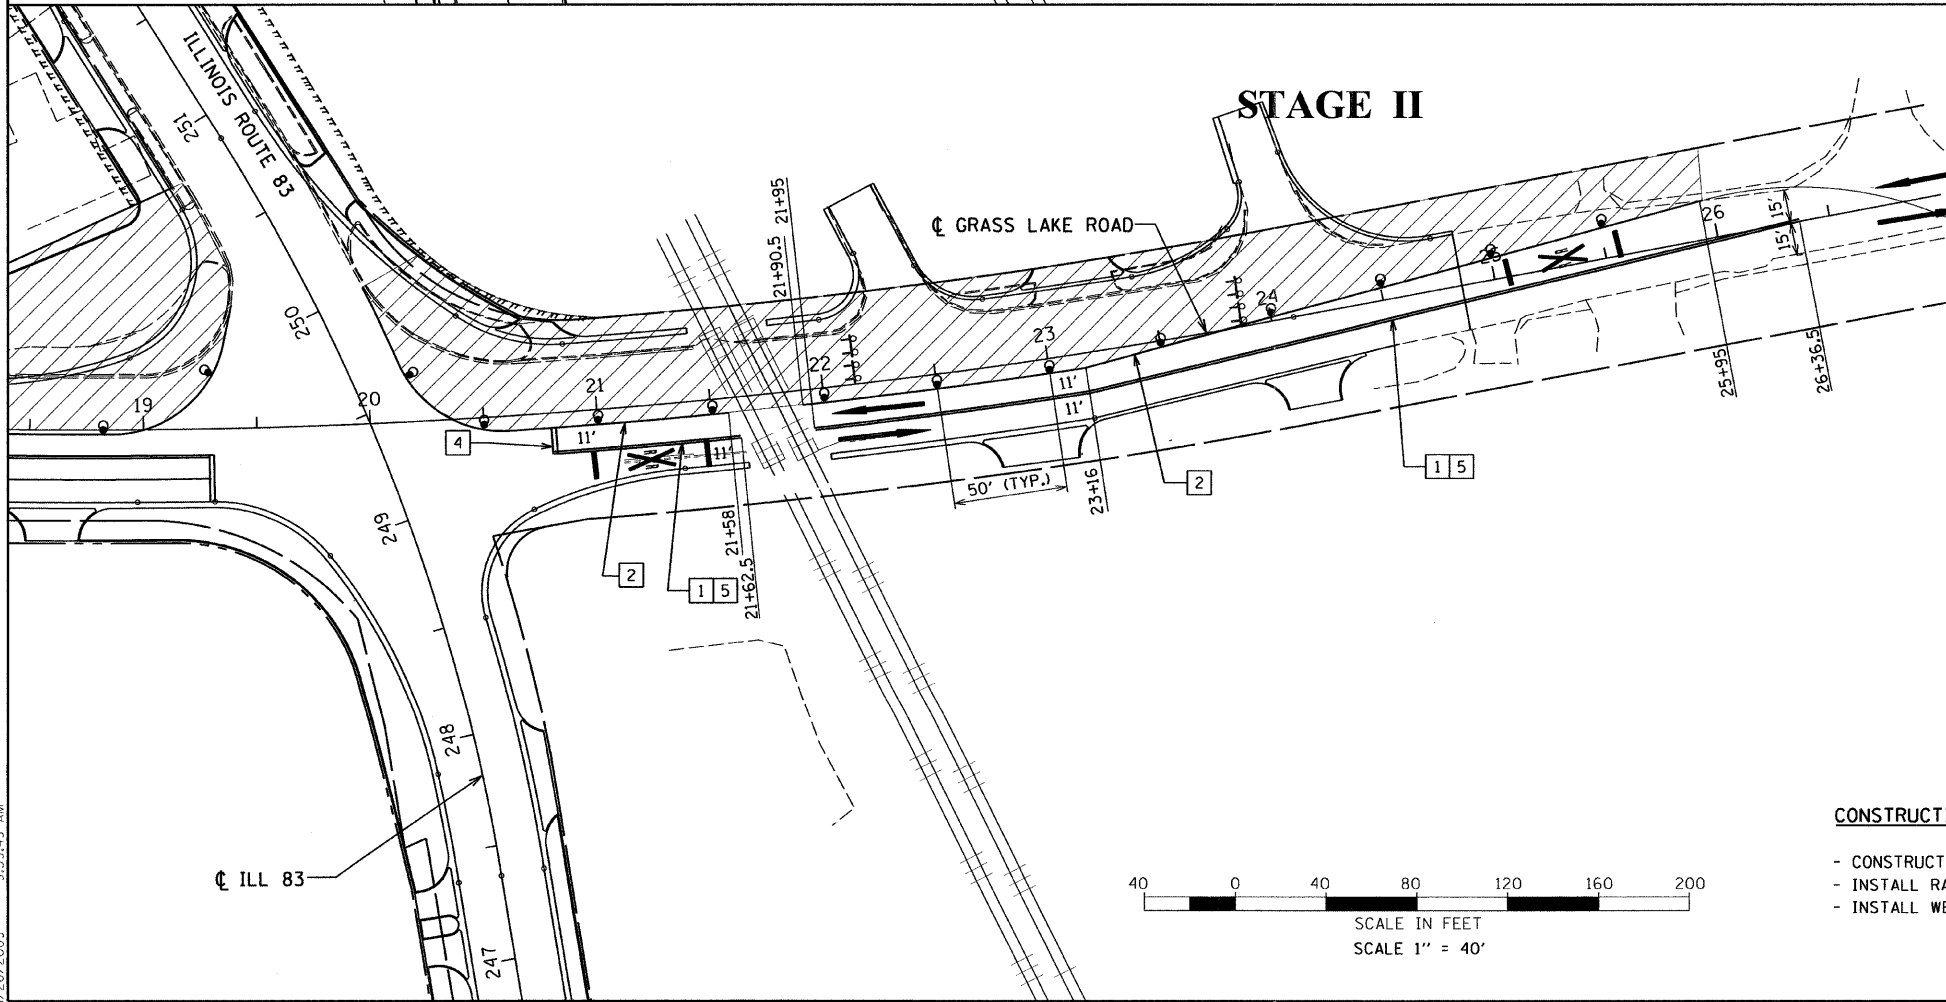 STAGE II
ILLINOIS ROUTE 83
251
250
249
248
247
19
20
21
22
23
24
25
26
21+90.5
21+95
℄ GRASS LAKE ROAD
15'
15'
25+95
26+36.5
11'
11'
11'
11'
4
2
1 5
21+58
21+62.5
50' (TYP.)
23+16
2
1 5
℄ ILL 83
40 0 40 80 120 160 200
SCALE IN FEET
SCALE 1" = 40'
CONSTRUCT
- CONSTRUCT
- INSTALL RA
- INSTALL WE